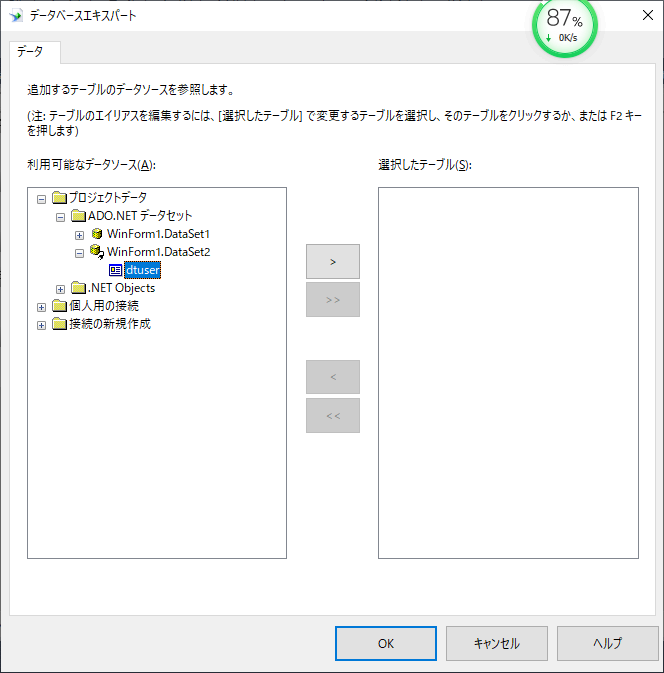 データベースエキスパート
87%
0K/s
データ
追加するテーブルのデータソースを参照します。
(注: テーブルのエイリアスを編集するには、[選択したテーブル] で変更するテーブルを選択し、そのテーブルをクリックするか、または F2 キー
を押します)
利用可能なデータソース(A):
選択したテーブル(S):
プロジェクトデータ
ADO.NET データセット
WinForm1.DataSet1
WinForm1.DataSet2
dtuser
.NET Objects
個人用の接続
接続の新規作成
>
>>
<
<<
OK
キャンセル
ヘルプ